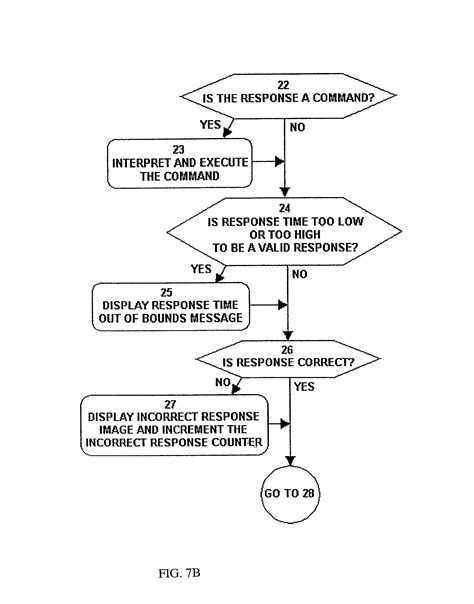 22
IS THE RESPONSE A COMMAND?
YES
NO
23
INTERPRET AND EXECUTE
THE COMMAND
24
IS RESPONSE TIME TOO LOW
OR TOO HIGH
TO BE A VALID RESPONSE?
YES
NO
25
DISPLAY RESPONSE TIME
OUT OF BOUNDS MESSAGE
26
IS RESPONSE CORRECT?
NO
YES
27
DISPLAY INCORRECT RESPONSE
IMAGE AND INCREMENT THE
INCORRECT RESPONSE COUNTER
GO TO 28
FIG. 7B